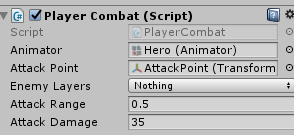 Player Combat (Script)
Script PlayerCombat
Animator Hero (Animator)
Attack Point AttackPoint (Transform
Enemy Layers Nothing
Attack Range 0.5
Attack Damage 35